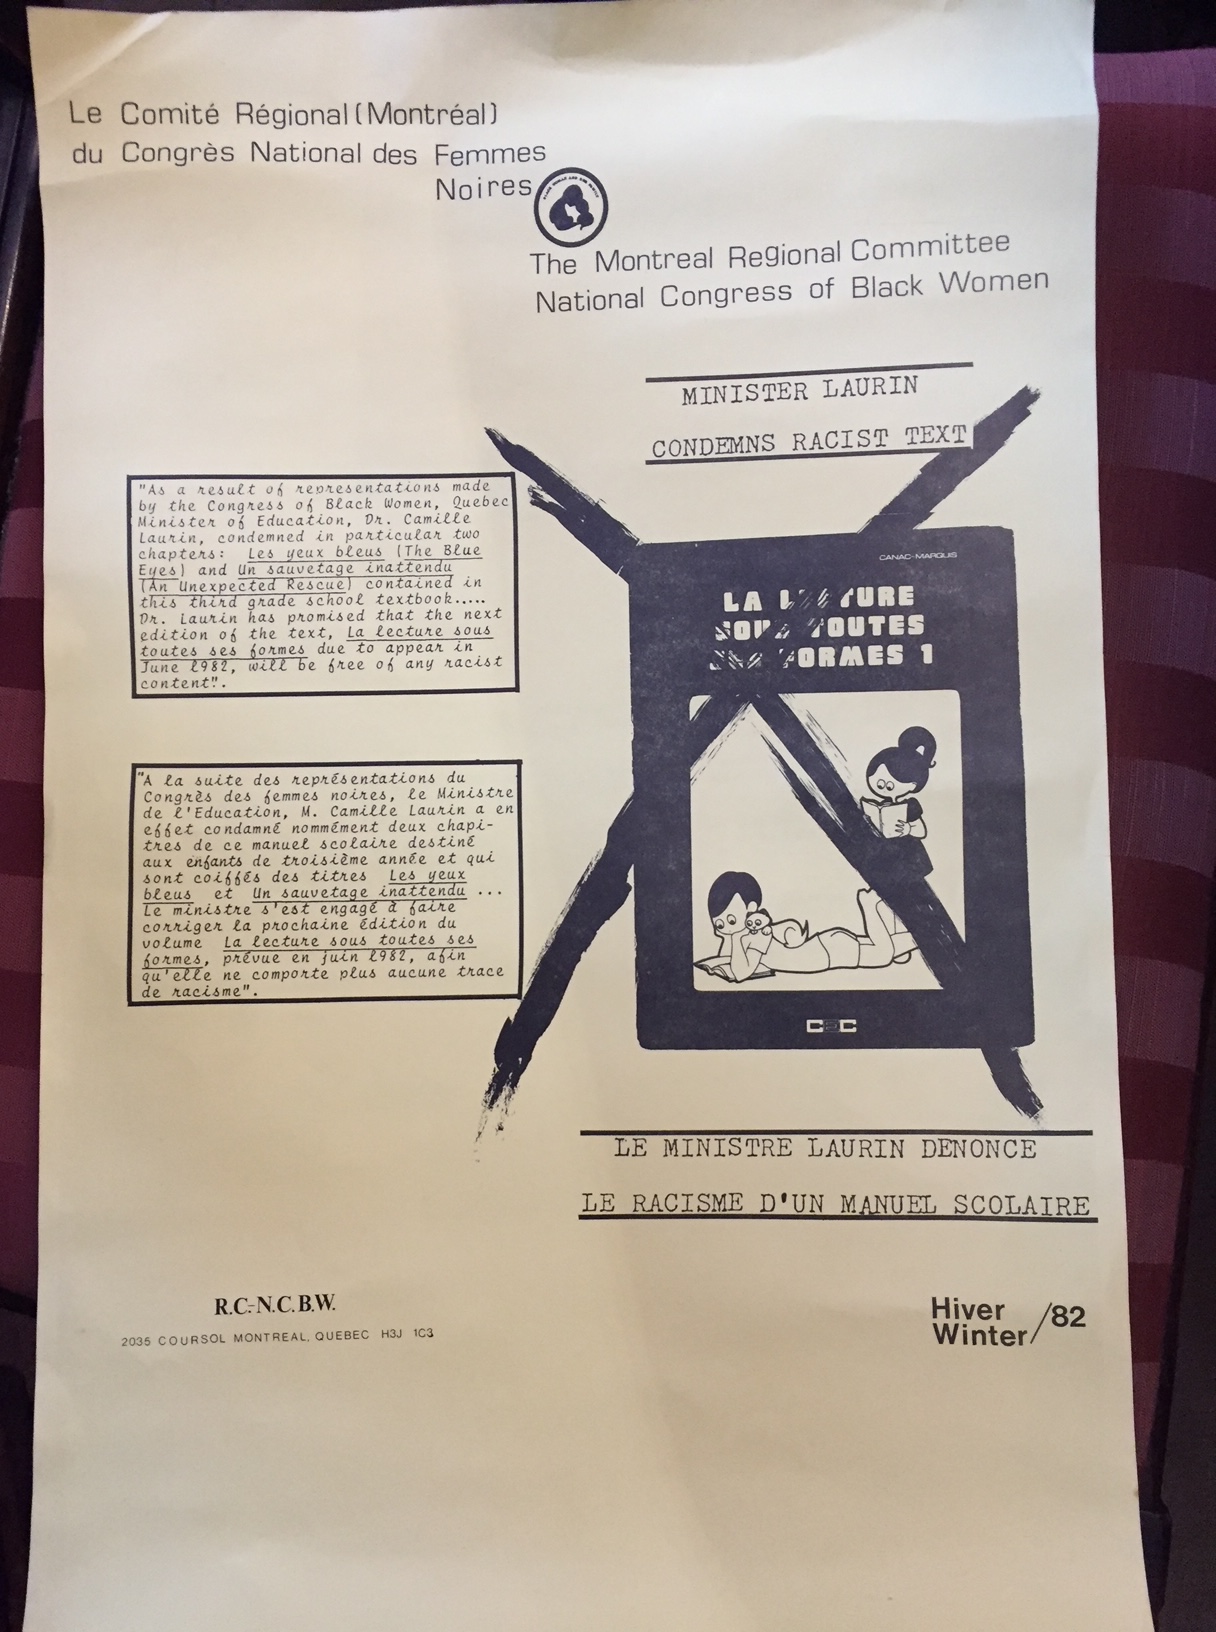 Le Comité Régional (Montréal)
du Congrès National des Femmes
Noires
The Montreal Regional Committee
National Congress of Black Women
MINISTER LAURIN
CONDEMNS RACIST TEXT
"As a result of representations made
by the Congress of Black Women, Quebec
Minister of Education, Dr. Camille
Laurin, condemned in particular two
chapters: Les yeux bleus (The Blue
Eyes) and Un sauvetage inattendu
(An Unexpected Rescue) contained in
this third grade school textbook.....
Dr. Laurin has promised that the next
edition of the text, La lecture sous
toutes ses formes due to appear in
June 1982, will be free of any racist
content".
"A la suite des représentations du
Congrès des femmes noires, le Ministre
de l'Education, M. Camille Laurin a en
effet condamné nommément deux chapi-
tres de ce manuel scolaire destiné
aux enfants de troisième année et qui
sont coiffés des titres Les yeux
bleus et Un sauvetage inattendu ...
Le ministre s'est engagé à faire
corriger la prochaine édition du
volume La lecture sous toutes ses
formes, prévue en juin 1982, afin
qu'elle ne comporte plus aucune trace
de racisme".
CANAC-MARQUIS
LA LECTURE
SOUS TOUTES
SES FORMES 1
CEC
LE MINISTRE LAURIN DENONCE
LE RACISME D'UN MANUEL SCOLAIRE
R.C.-N.C.B.W.
2035 COURSOL MONTREAL, QUEBEC H3J 1C3
Hiver
Winter /82